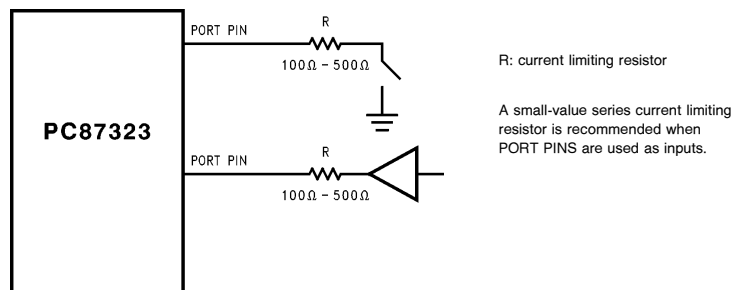 PORT PIN
R
100Ω – 500Ω
R: current limiting resistor
A small-value series current limiting
resistor is recommended when
PORT PINS are used as inputs.
PC87323
PORT PIN
R
100Ω – 500Ω